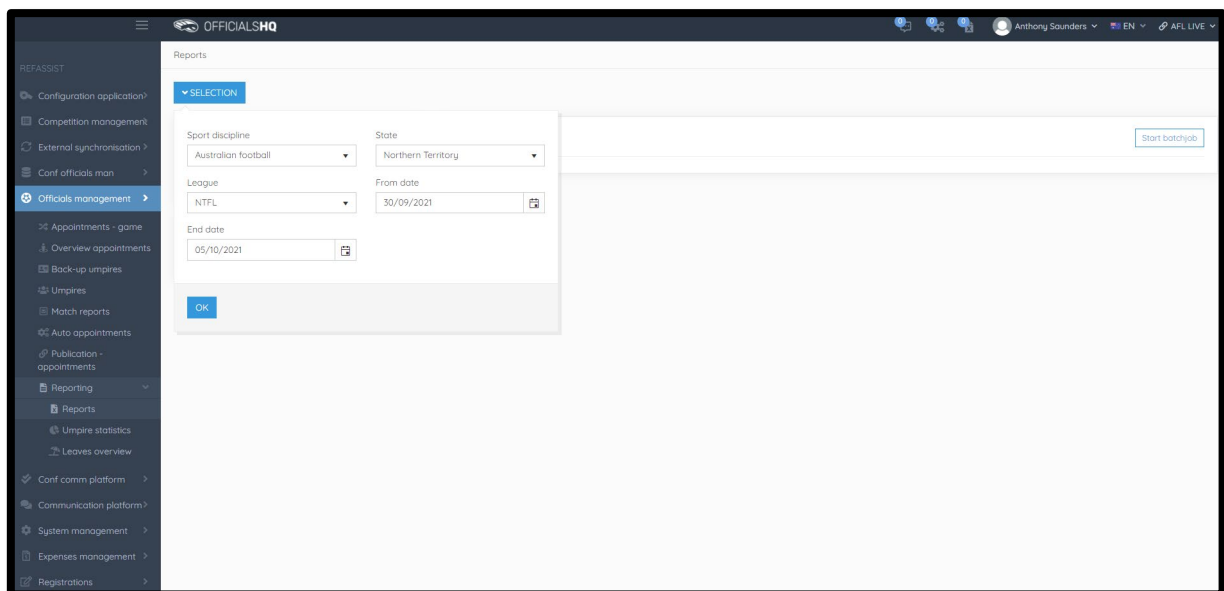 OFFICIALSHQ
0 0 0 Anthony Saunders EN AFL LIVE
REFASSIST
Configuration application
Competition management
External synchronisation
Conf officials man
Officials management
Appointments - game
Overview appointments
Back-up umpires
Umpires
Match reports
Auto appointments
Publication -
appointments
Reporting
Reports
Umpire statistics
Leaves overview
Conf comm platform
Communication platform
System management
Expenses management
Registrations
Reports
SELECTION
Sport discipline State
Australian football Northern Territory
League From date
NTFL 30/09/2021
End date
05/10/2021
OK
Start batchjob